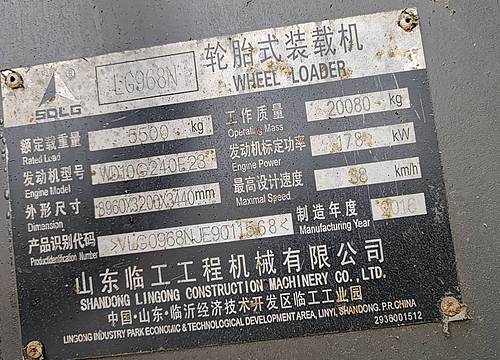 轮胎式装载机
LG968N
WHEEL LOADER
SDLG
额定载重量 5500 kg
Rated Load
工作质量 20080 kg
Operating Mass
发动机型号 WD10G240E23
Engine Model
发动机标定功率 178 kW
Engine Power
外形尺寸 8960X3200X3440mm
Dimension
最高设计速度 38 km/h
Maximal Speed
产品识别代码
Productidentification Number
制造年度 2016
Manufacturing Year
山东临工工程机械有限公司
SHANDONG LINGONG CONSTRUCTION MACHINERY CO., LTD.
中国·山东·临沂经济技术开发区临工工业园
LINGONG INDUSTRY PARK ECONOMIC & TECHNOLOGICAL DEVELOPMENT AREA, LINYI, SHANDONG. P.R.CHINA
2936001512